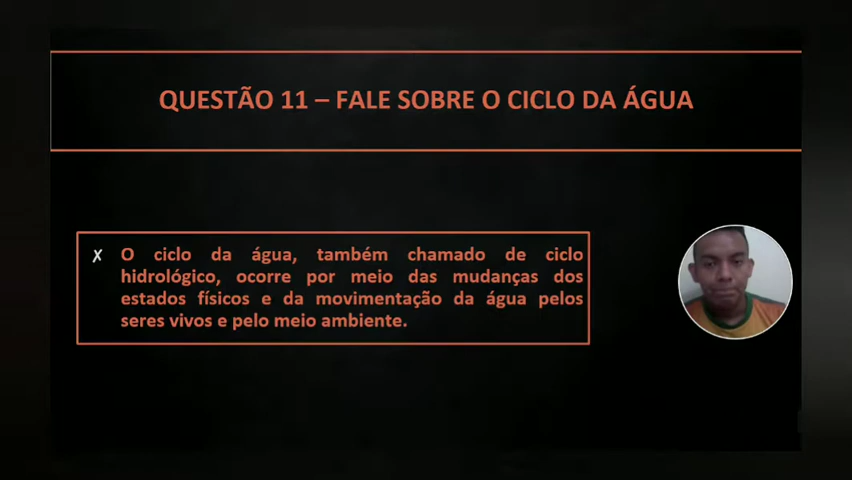 QUESTÃO 11 – FALE SOBRE O CICLO DA ÁGUA
O ciclo da água, também chamado de ciclo
hidrológico, ocorre por meio das mudanças dos
estados físicos e da movimentação da água pelos
seres vivos e pelo meio ambiente.